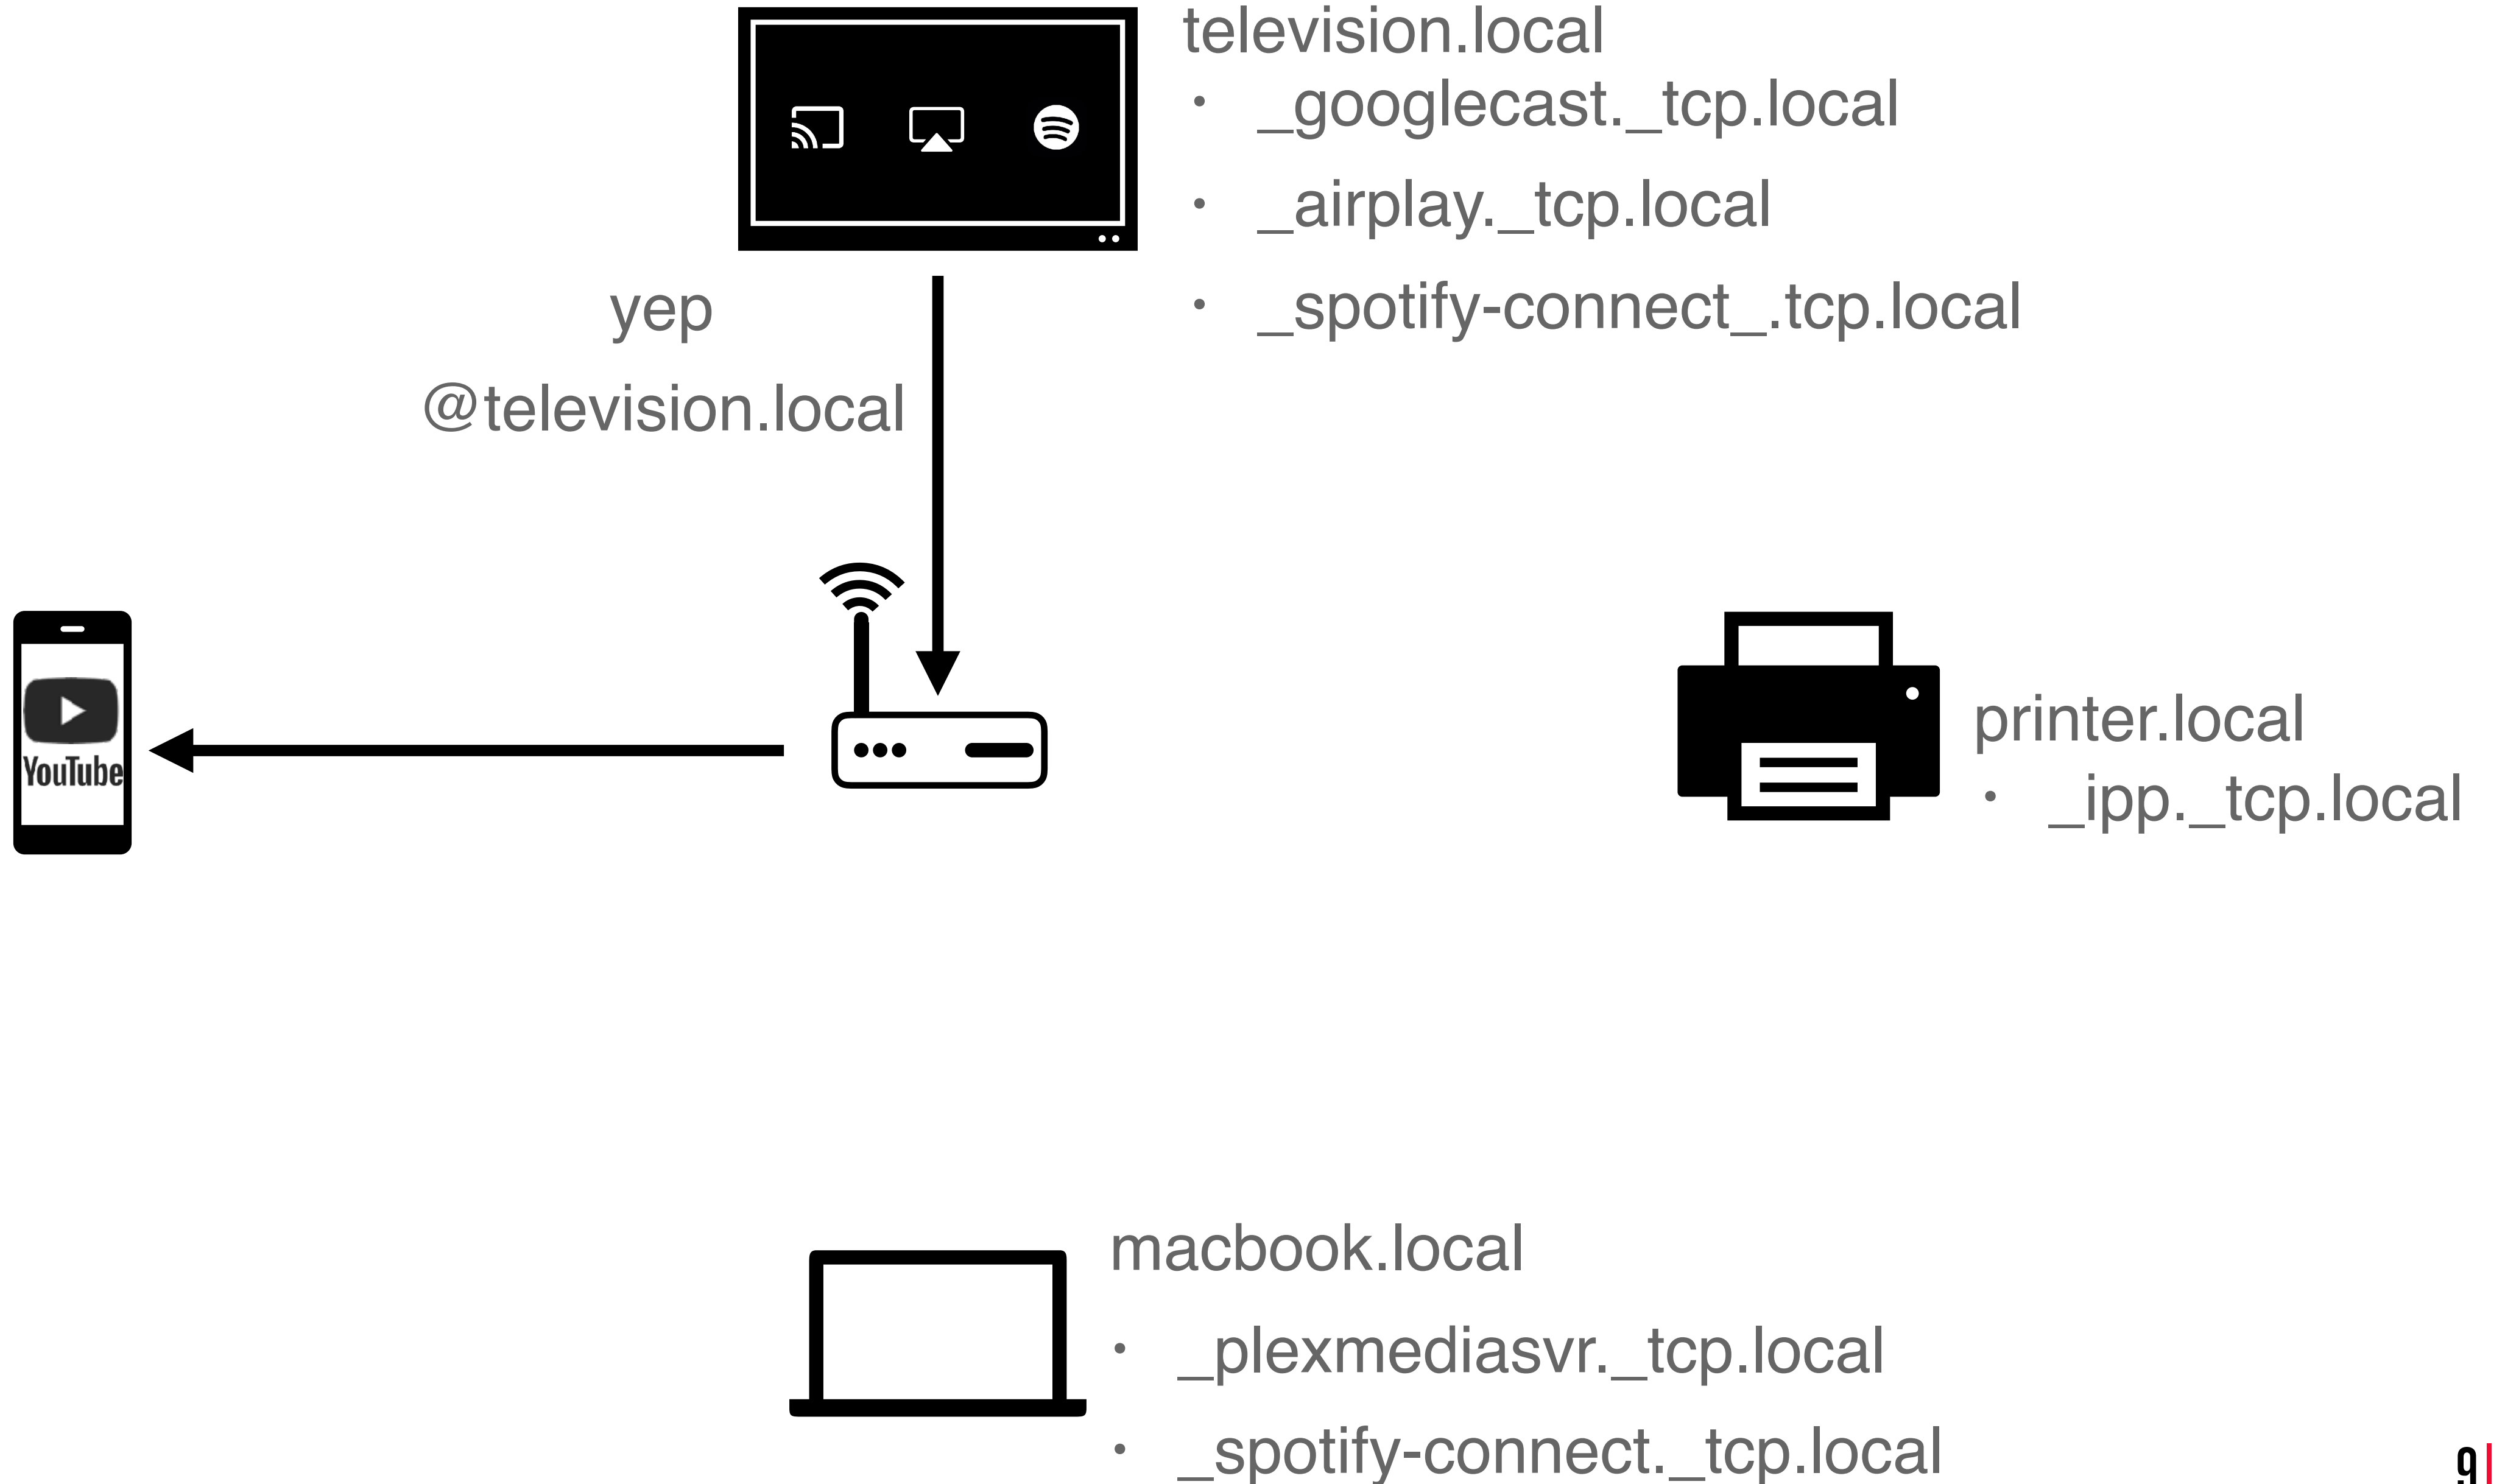 television.local
• _googlecast._tcp.local
• _airplay._tcp.local
• _spotify-connect_.tcp.local
yep
@television.local
YouTube
printer.local
• _ipp._tcp.local
macbook.local
• _plexmediasvr._tcp.local
• _spotify-connect._tcp.local
9